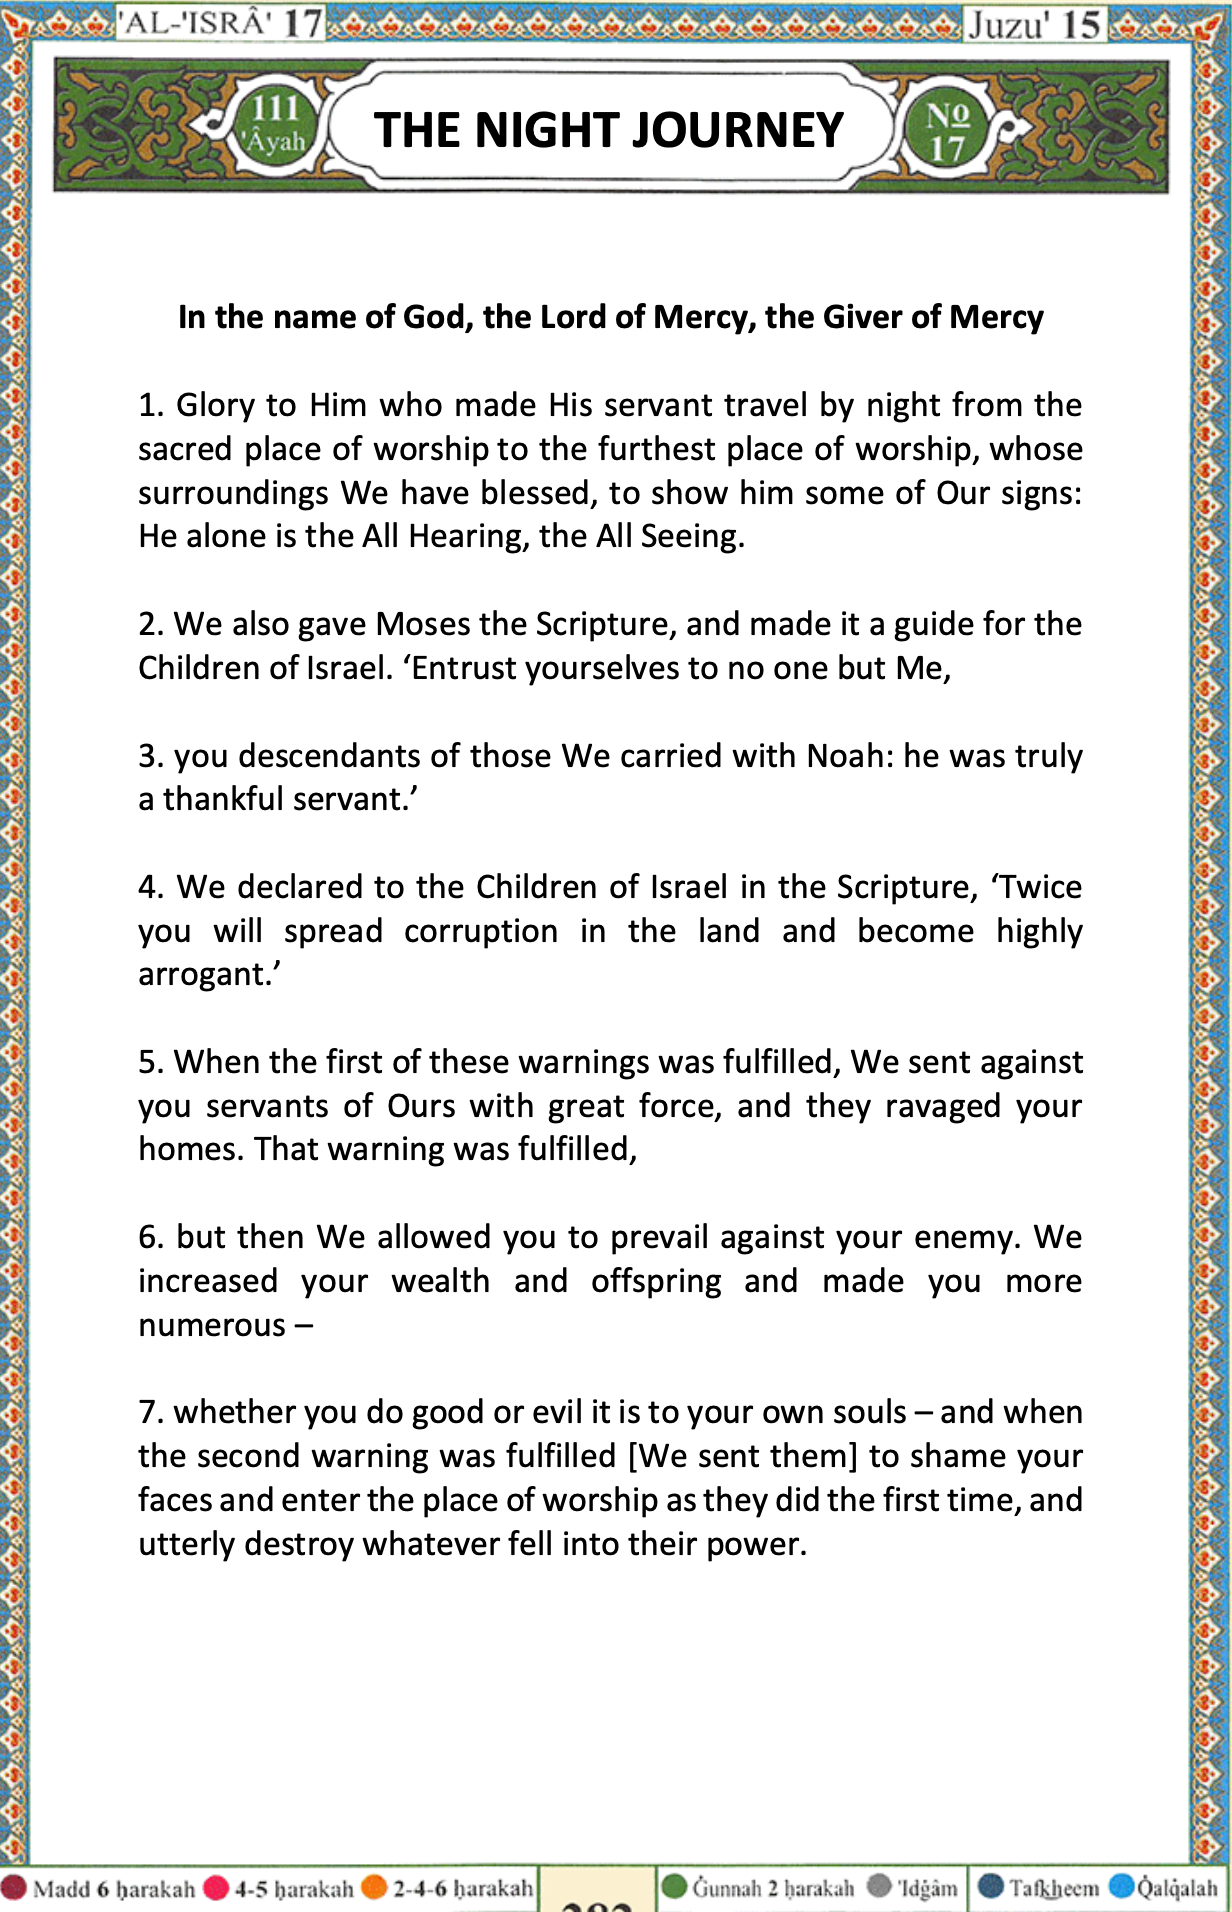 'AL-'ISRÂ' 17
Juzu' 15
111
'Âyah
THE NIGHT JOURNEY
No
17
In the name of God, the Lord of Mercy, the Giver of Mercy
1. Glory to Him who made His servant travel by night from the
sacred place of worship to the furthest place of worship, whose
surroundings We have blessed, to show him some of Our signs:
He alone is the All Hearing, the All Seeing.
2. We also gave Moses the Scripture, and made it a guide for the
Children of Israel. ‘Entrust yourselves to no one but Me,
3. you descendants of those We carried with Noah: he was truly
a thankful servant.’
4. We declared to the Children of Israel in the Scripture, ‘Twice
you will spread corruption in the land and become highly
arrogant.’
5. When the first of these warnings was fulfilled, We sent against
you servants of Ours with great force, and they ravaged your
homes. That warning was fulfilled,
6. but then We allowed you to prevail against your enemy. We
increased your wealth and offspring and made you more
numerous –
7. whether you do good or evil it is to your own souls – and when
the second warning was fulfilled [We sent them] to shame your
faces and enter the place of worship as they did the first time, and
utterly destroy whatever fell into their power.
Madd 6 ḥarakah 4-5 ḥarakah 2-4-6 ḥarakah
282
Ġunnah 2 ḥarakah 'Idġâm
Tafkheem Q̇alq̇alah